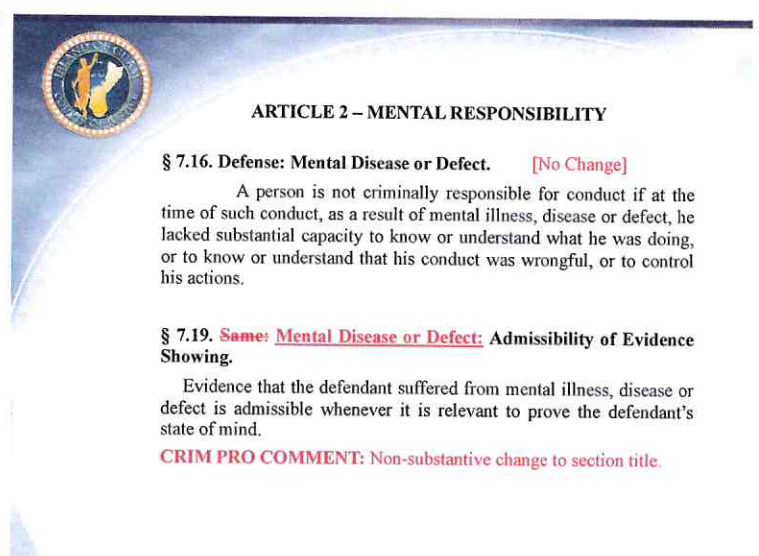 ARTICLE 2 – MENTAL RESPONSIBILITY
§ 7.16. Defense: Mental Disease or Defect. [No Change]
A person is not criminally responsible for conduct if at the
time of such conduct, as a result of mental illness, disease or defect, he
lacked substantial capacity to know or understand what he was doing,
or to know or understand that his conduct was wrongful, or to control
his actions.
§ 7.19. Same: Mental Disease or Defect: Admissibility of Evidence
Showing.
Evidence that the defendant suffered from mental illness, disease or
defect is admissible whenever it is relevant to prove the defendant's
state of mind.
CRIM PRO COMMENT: Non-substantive change to section title.